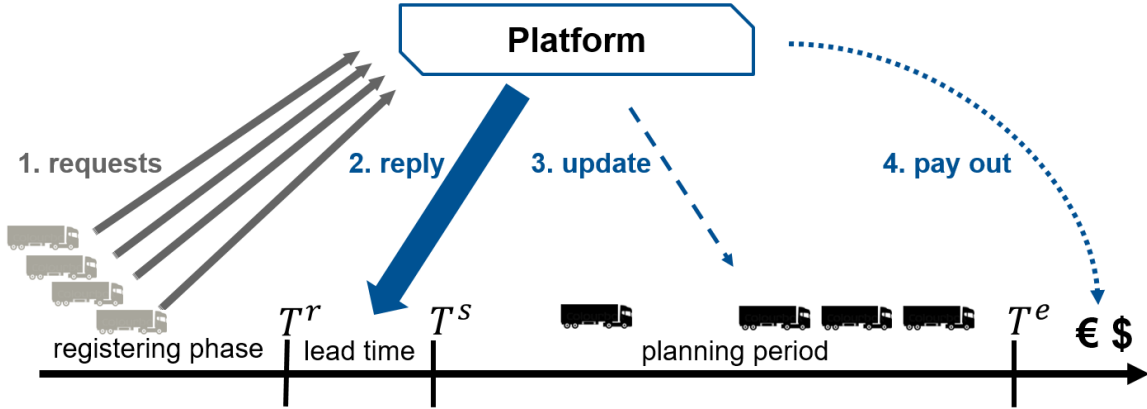 Platform
1. requests
2. reply
3. update
4. pay out
T^r
T^s
T^e
€ $
registering phase
lead time
planning period